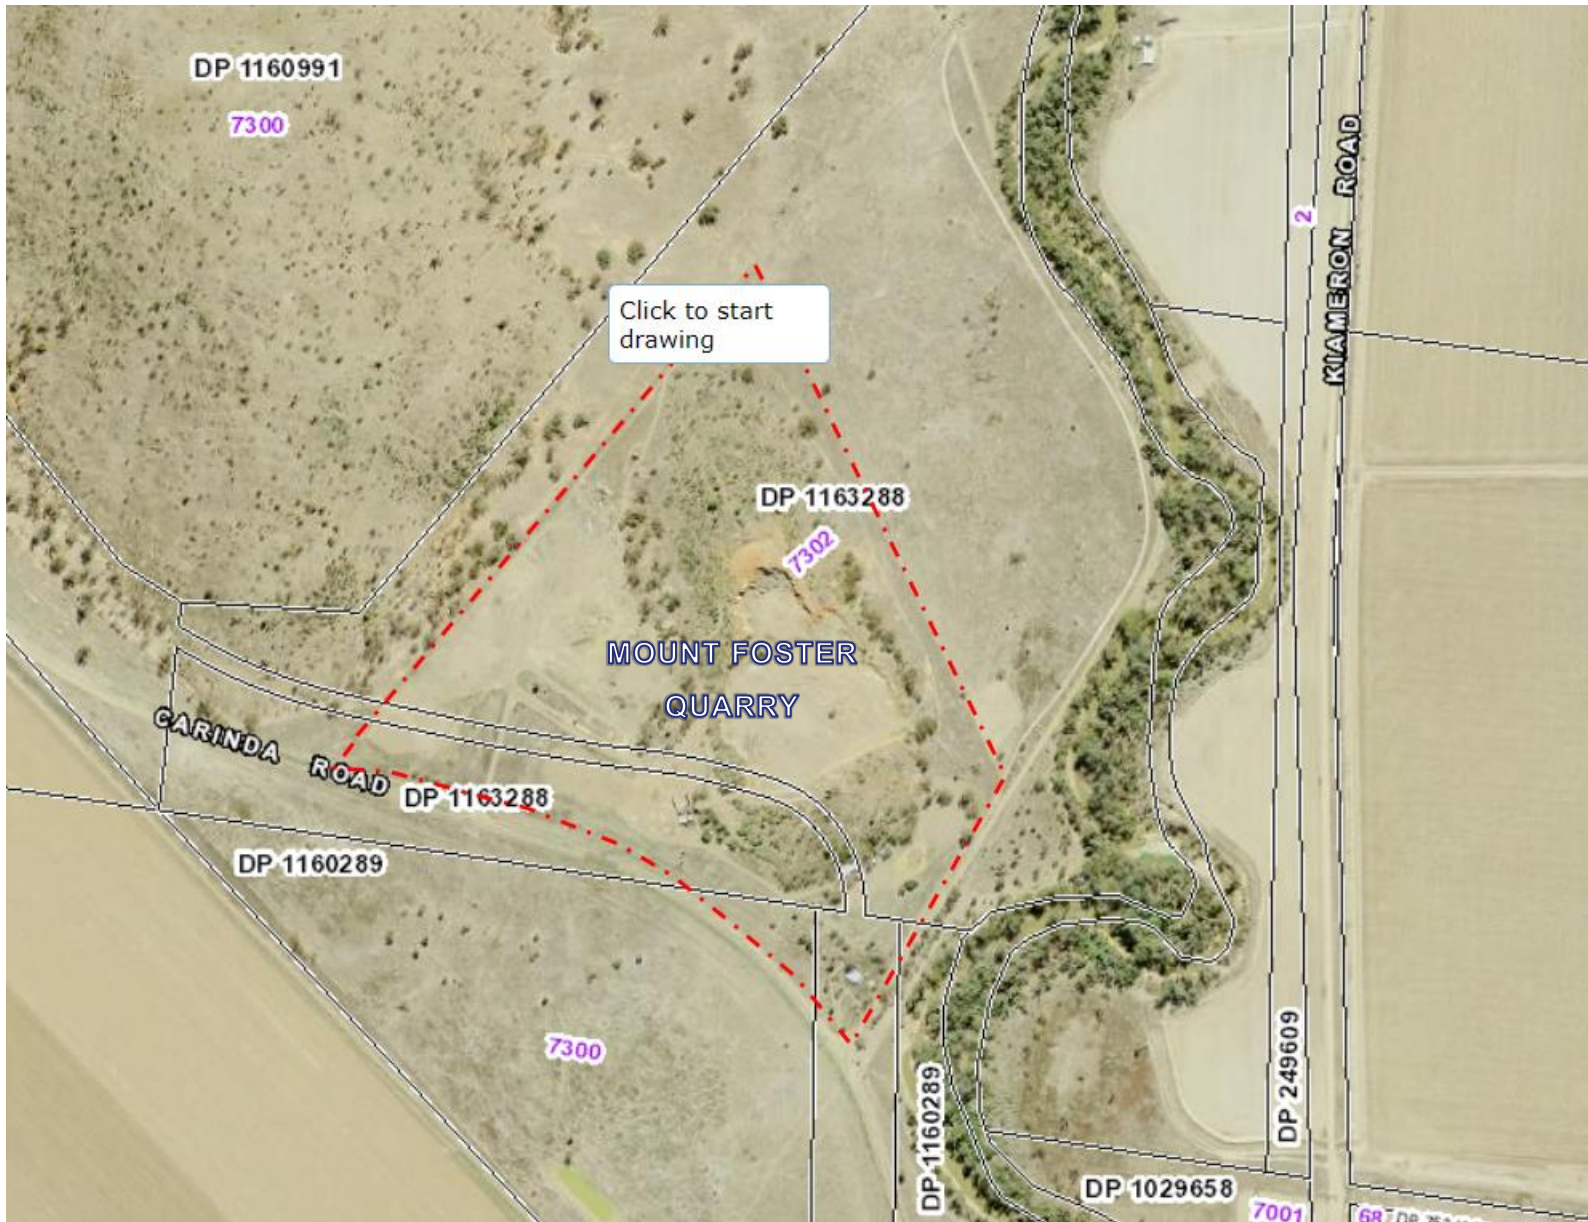 DP 1160991
7300
2
KIAMERON ROAD
Click to start
drawing
DP 1163288
7302
MOUNT FOSTER
QUARRY
CARINDA ROAD
DP 1163288
DP 1160289
7300
DP 249609
DP 1160289
DP 1029658
7001
68